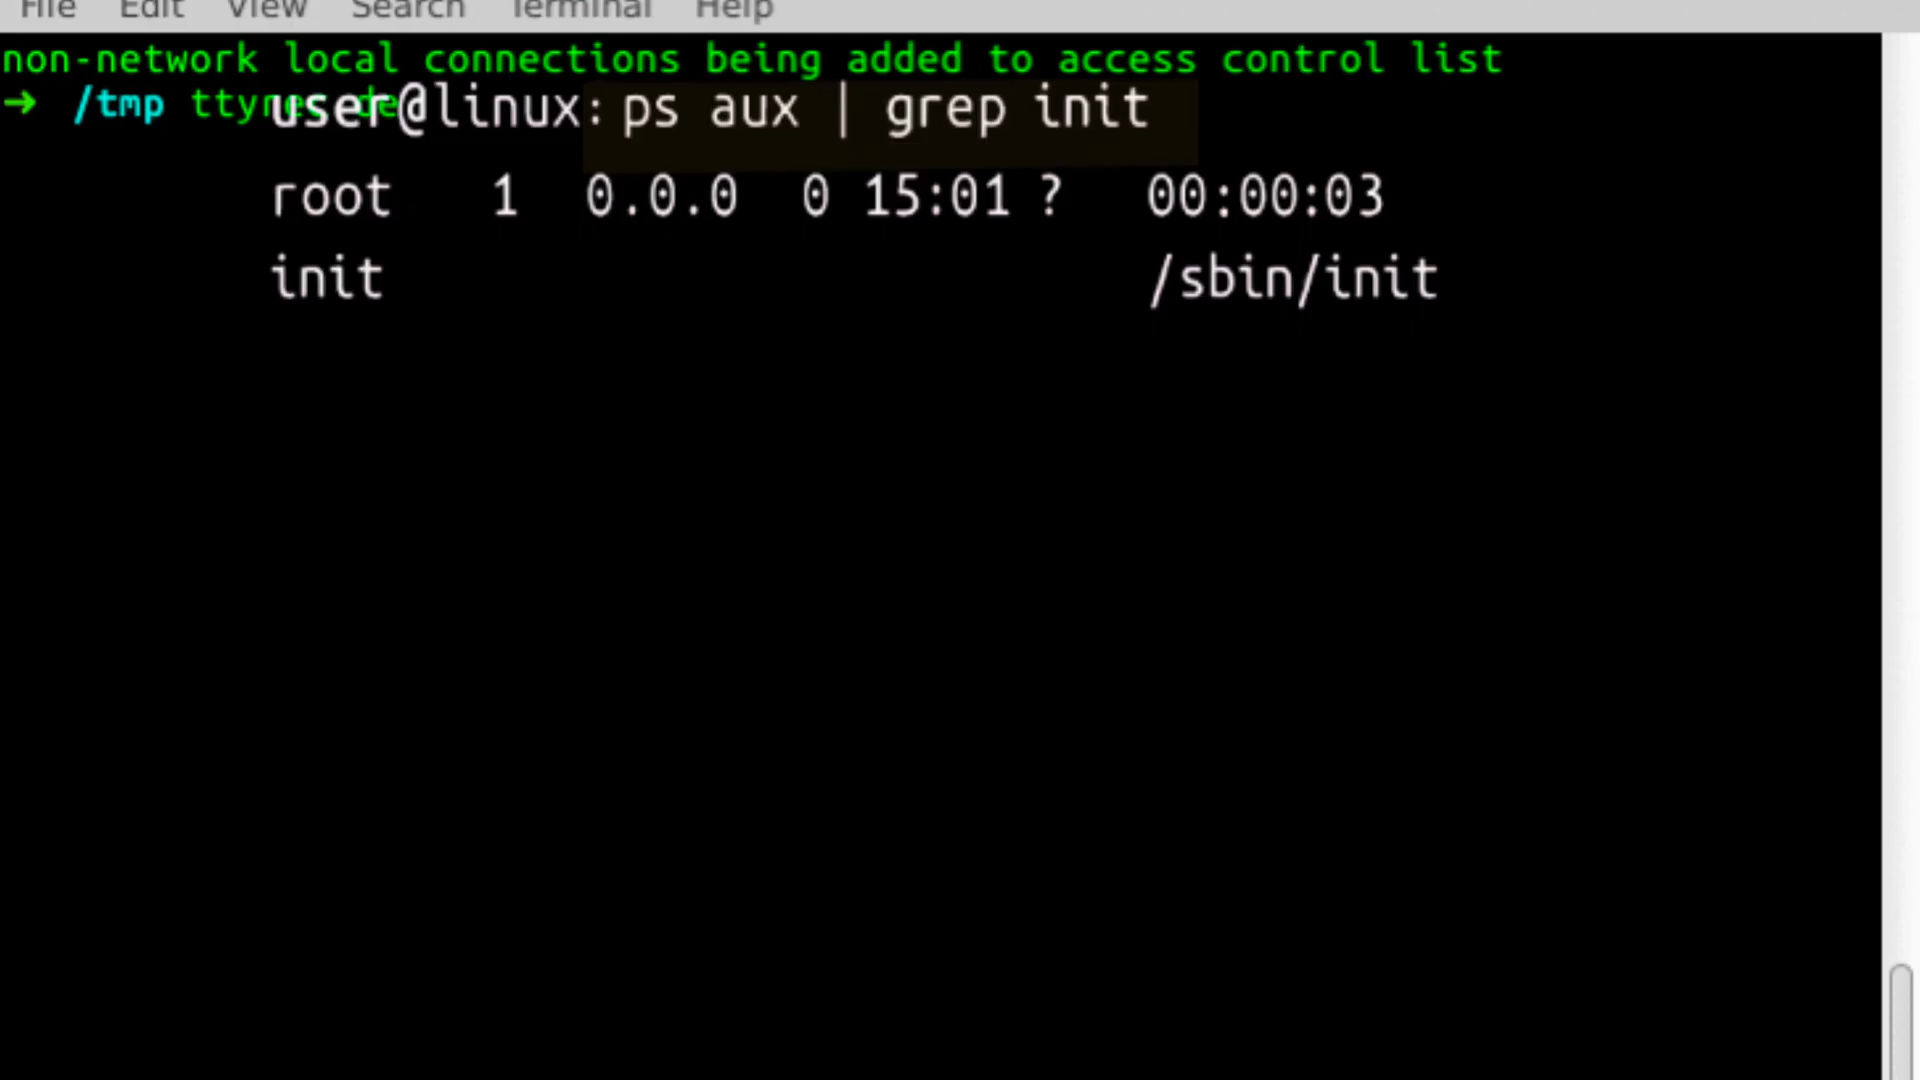 File Edit View Search Terminal Help
non-network local connections being added to access control list
→ /tmp
user@linux: ps aux | grep init
root 1 0.0.0 0 15:01 ? 00:00:03
init /sbin/init